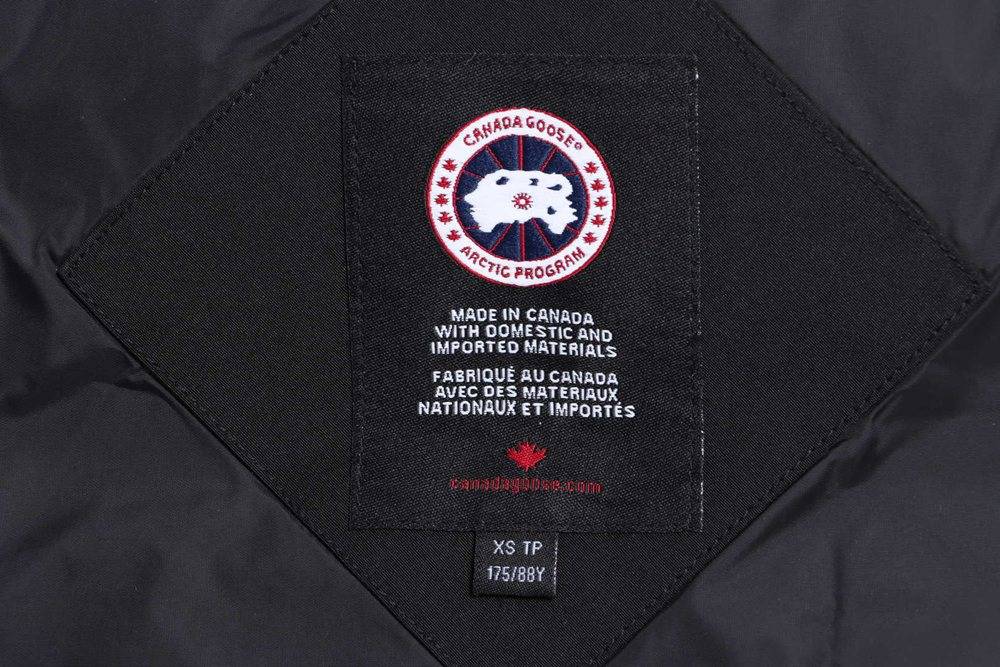 CANADA GOOSE®
ARCTIC PROGRAM
MADE IN CANADA
WITH DOMESTIC AND
IMPORTED MATERIALS
FABRIQUÉ AU CANADA
AVEC DES MATERIAUX
NATIONAUX ET IMPORTÉS
canadagoose.com
XS TP
175/88Y